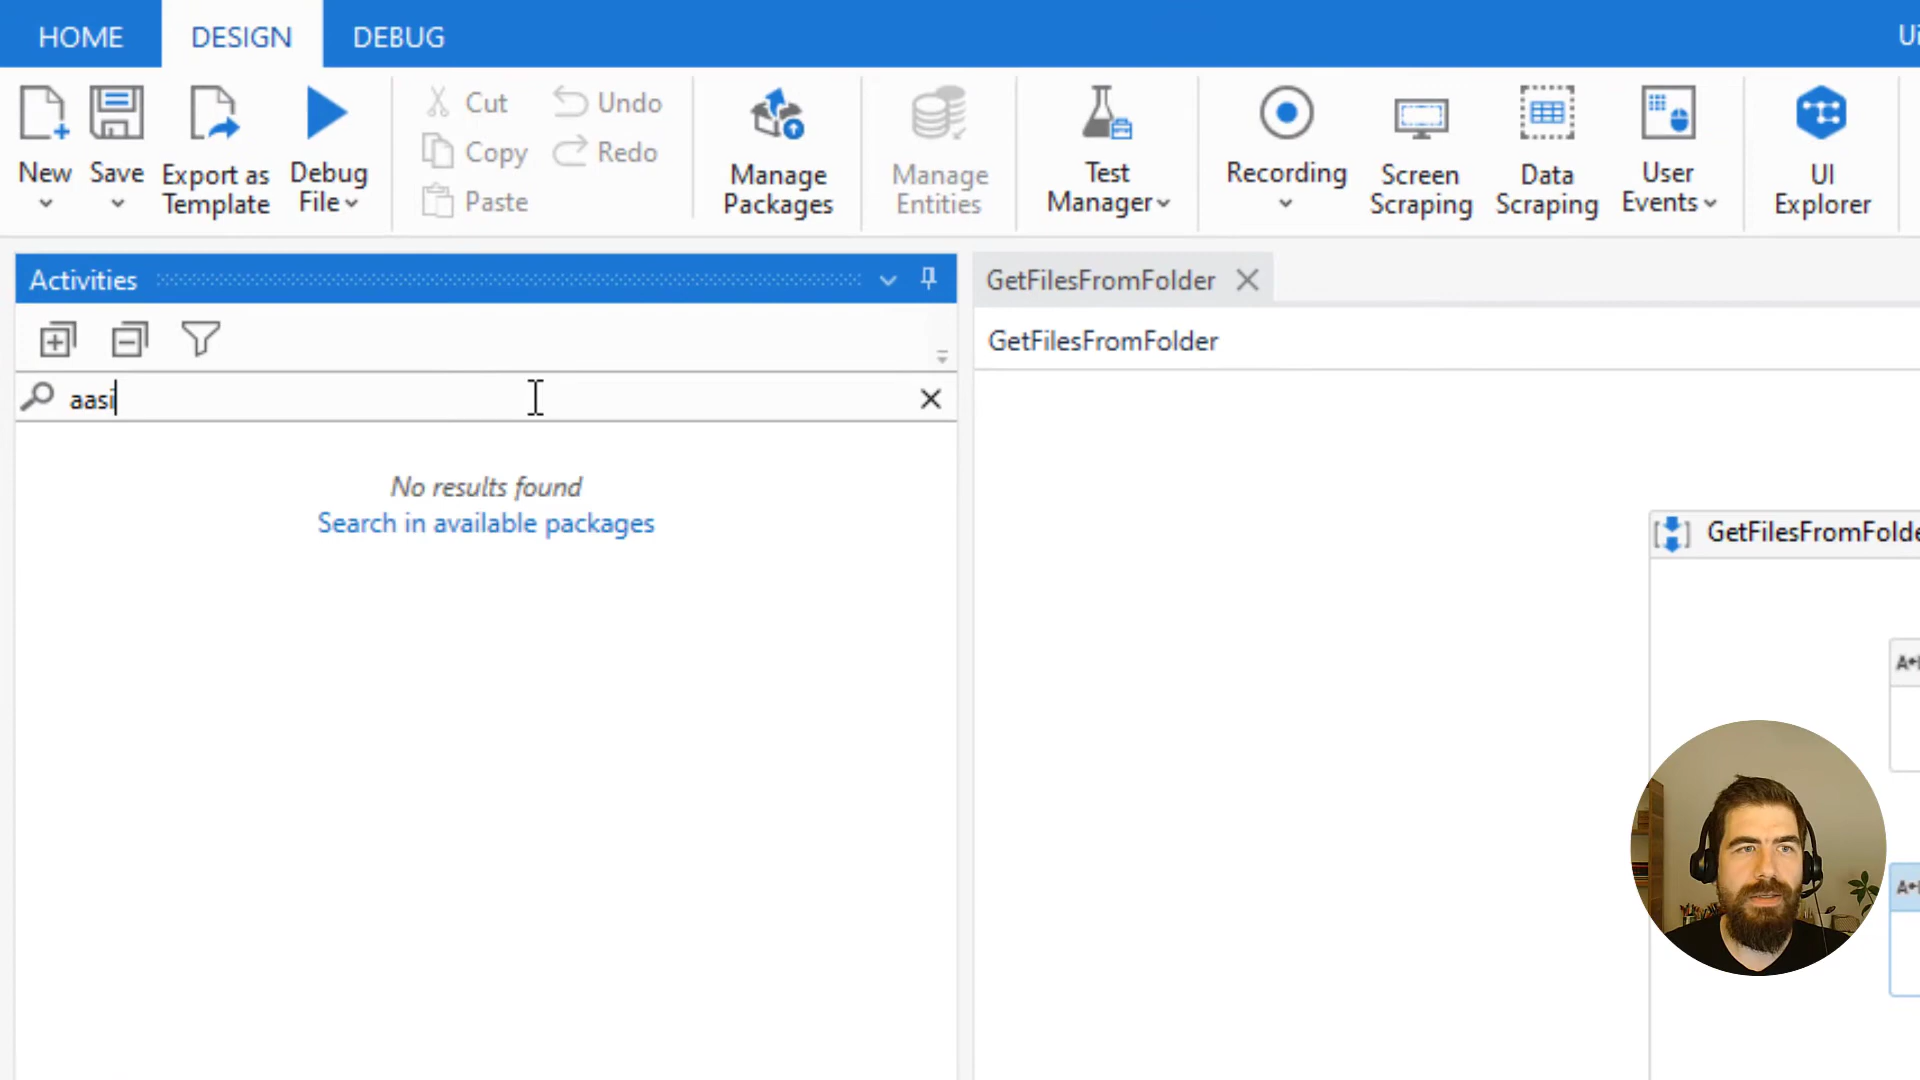 HOME DESIGN DEBUG
New Save Export as Template Debug File
Cut Undo
Copy Redo
Paste
Manage Packages
Manage Entities
Test Manager
Recording Screen Scraping Data Scraping User Events
UI Explorer
Activities
GetFilesFromFolder
GetFilesFromFolder
aasi
No results found
Search in available packages
GetFilesFromFolde